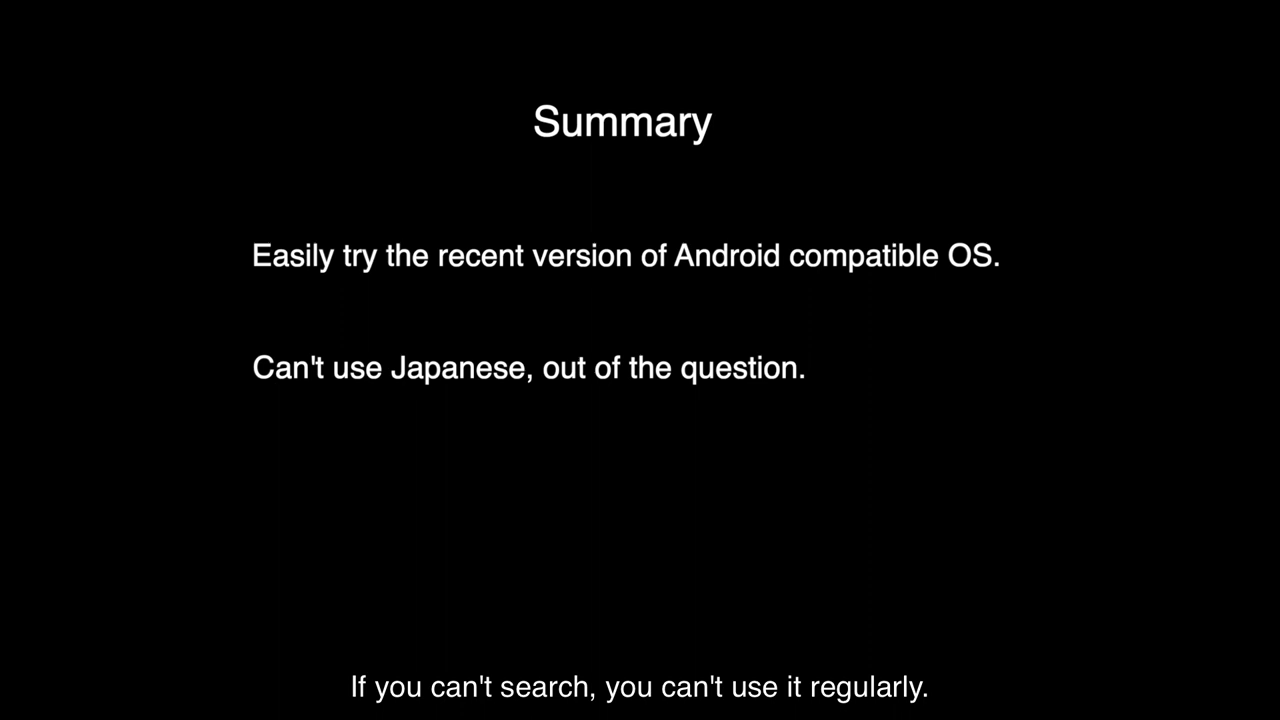 Summary
Easily try the recent version of Android compatible OS.
Can't use Japanese, out of the question.
If you can't search, you can't use it regularly.